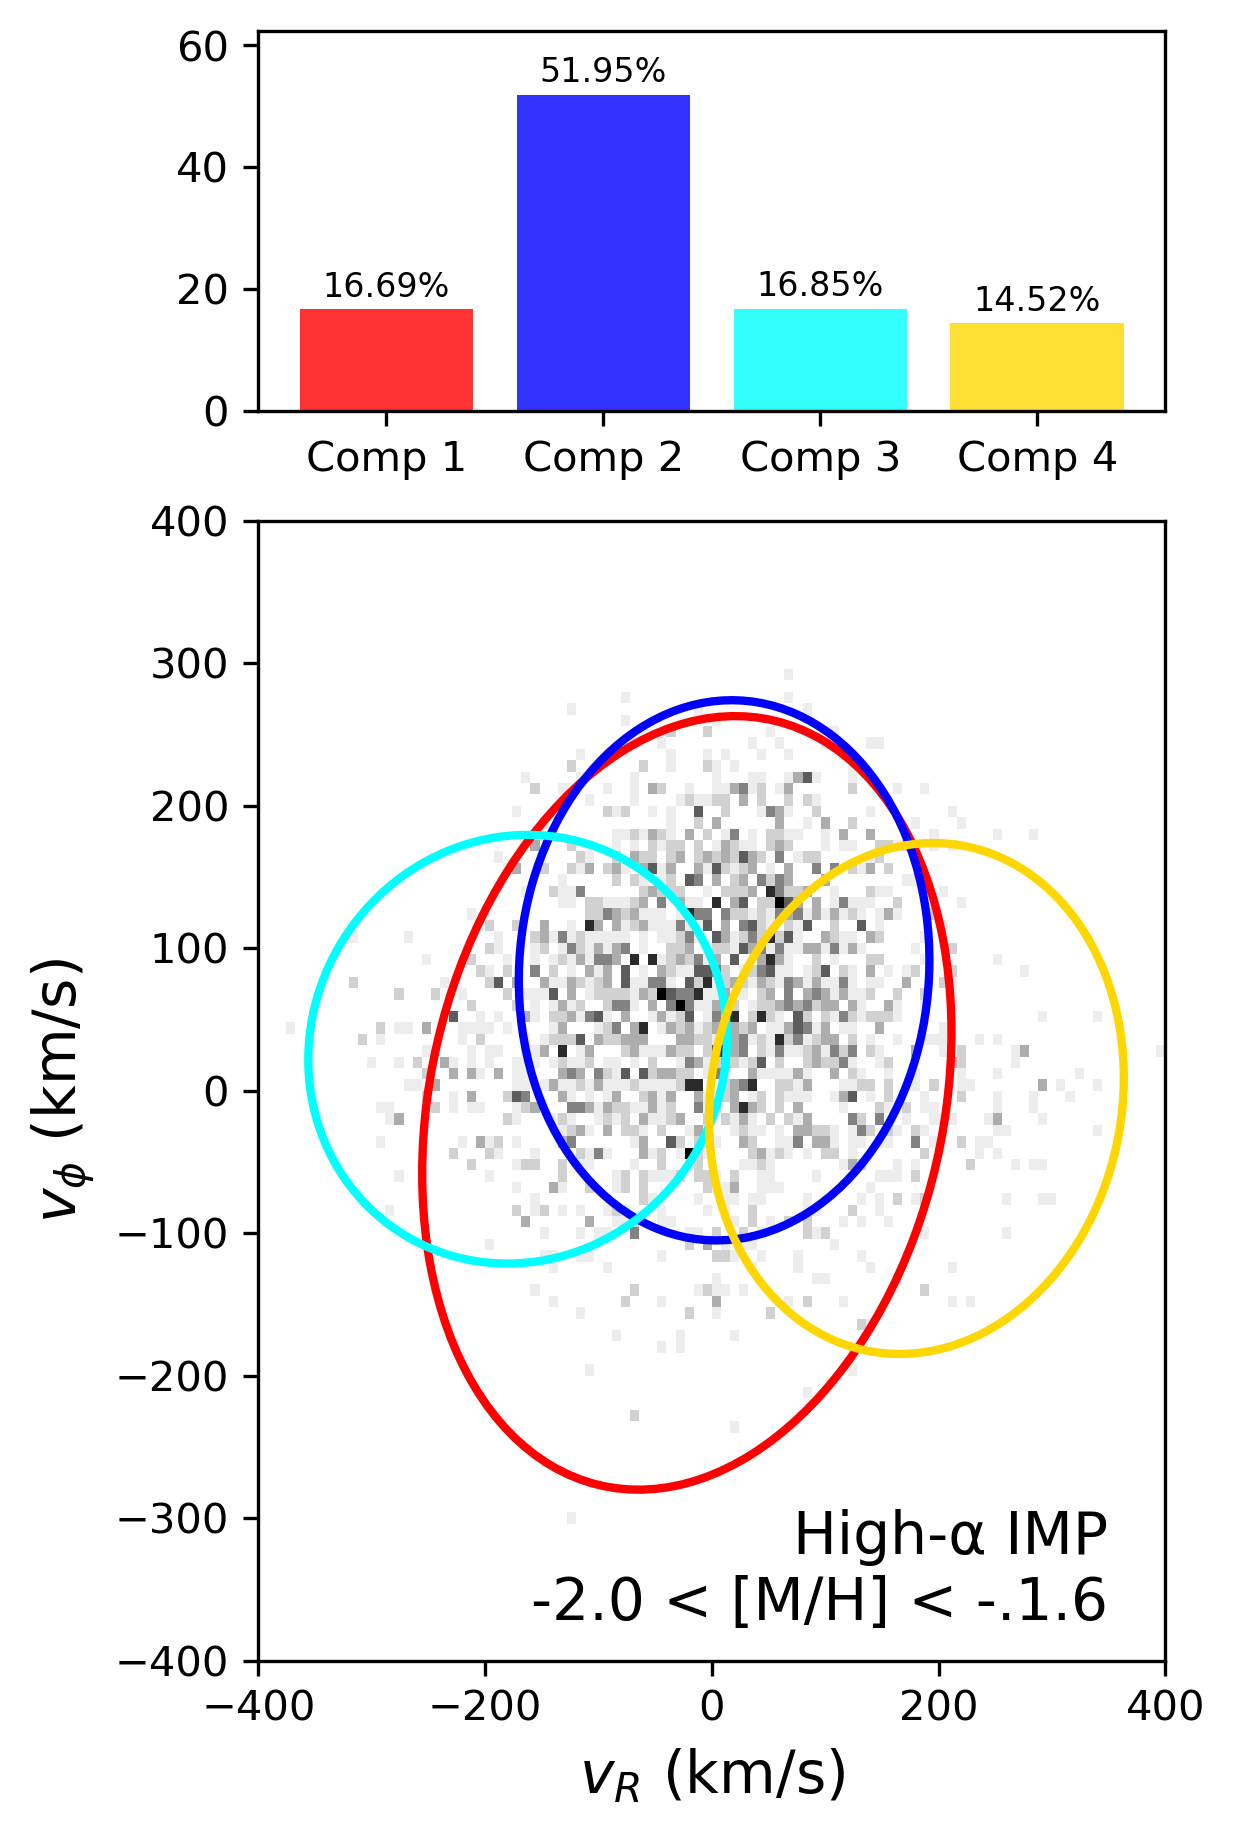 60
40
20
0
16.69%
51.95%
16.85%
14.52%
Comp 1
Comp 2
Comp 3
Comp 4
400
300
200
100
0
−100
−200
−300
−400
v_ϕ (km/s)
High-α IMP
-2.0 < [M/H] < -.1.6
−400
−200
0
200
400
v_R (km/s)